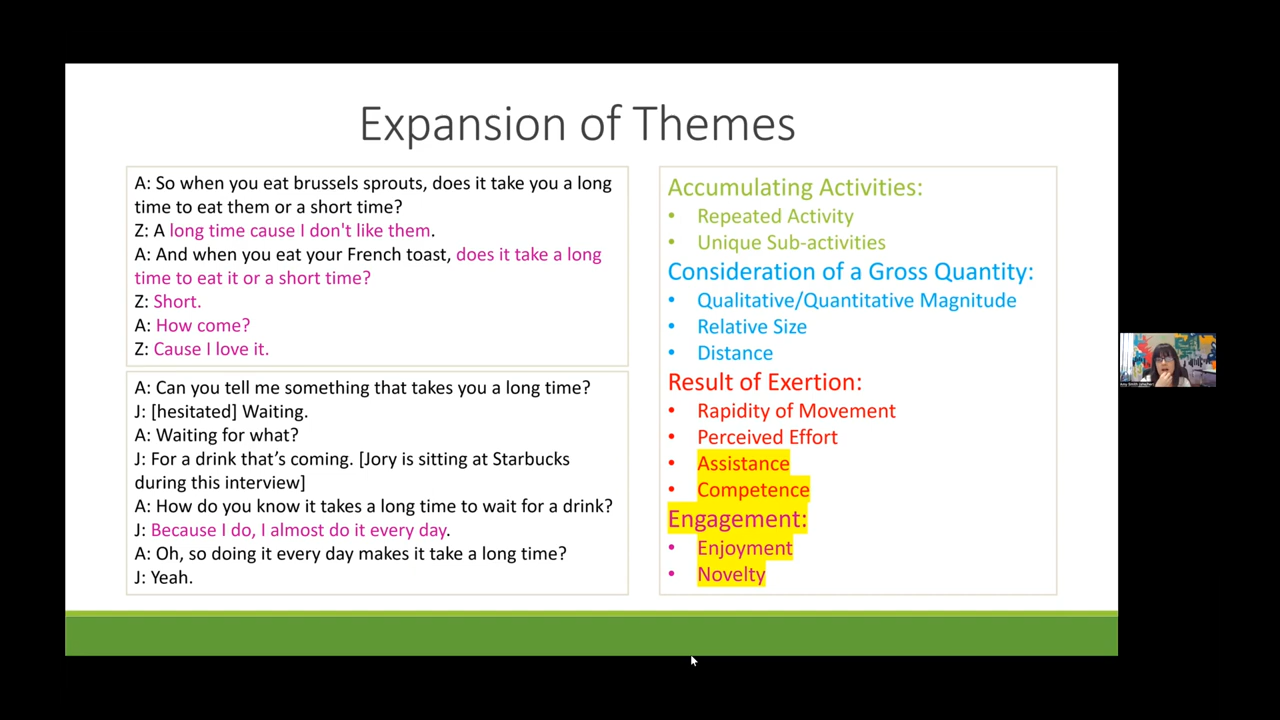 Expansion of Themes
A: So when you eat brussels sprouts, does it take you a long
time to eat them or a short time?
Z: A long time cause I don't like them.
A: And when you eat your French toast, does it take a long
time to eat it or a short time?
Z: Short.
A: How come?
Z: Cause I love it.
A: Can you tell me something that takes you a long time?
J: [hesitated] Waiting.
A: Waiting for what?
J: For a drink that’s coming. [Jory is sitting at Starbucks
during this interview]
A: How do you know it takes a long time to wait for a drink?
J: Because I do, I almost do it every day.
A: Oh, so doing it every day makes it take a long time?
J: Yeah.
Accumulating Activities:
• Repeated Activity
• Unique Sub-activities
Consideration of a Gross Quantity:
• Qualitative/Quantitative Magnitude
• Relative Size
• Distance
Result of Exertion:
• Rapidity of Movement
• Perceived Effort
• Assistance
• Competence
Engagement:
• Enjoyment
• Novelty